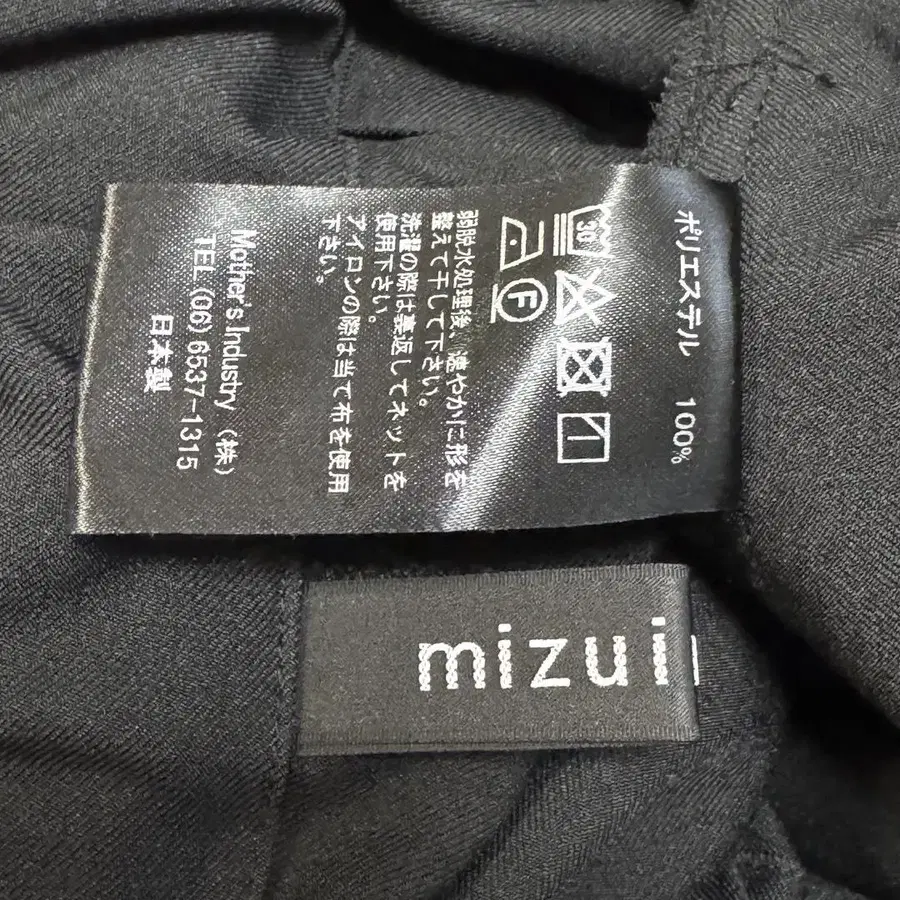 ポリエステル 100%
30
F
弱脱水処理後、速やかに形を
整えて干して下さい。
洗濯の際は裏返してネットを
使用下さい。
アイロンの際は当て布を使用
下さい。
Mother's Industry (株)
TEL (06) 6537-1315
日本製
mizui